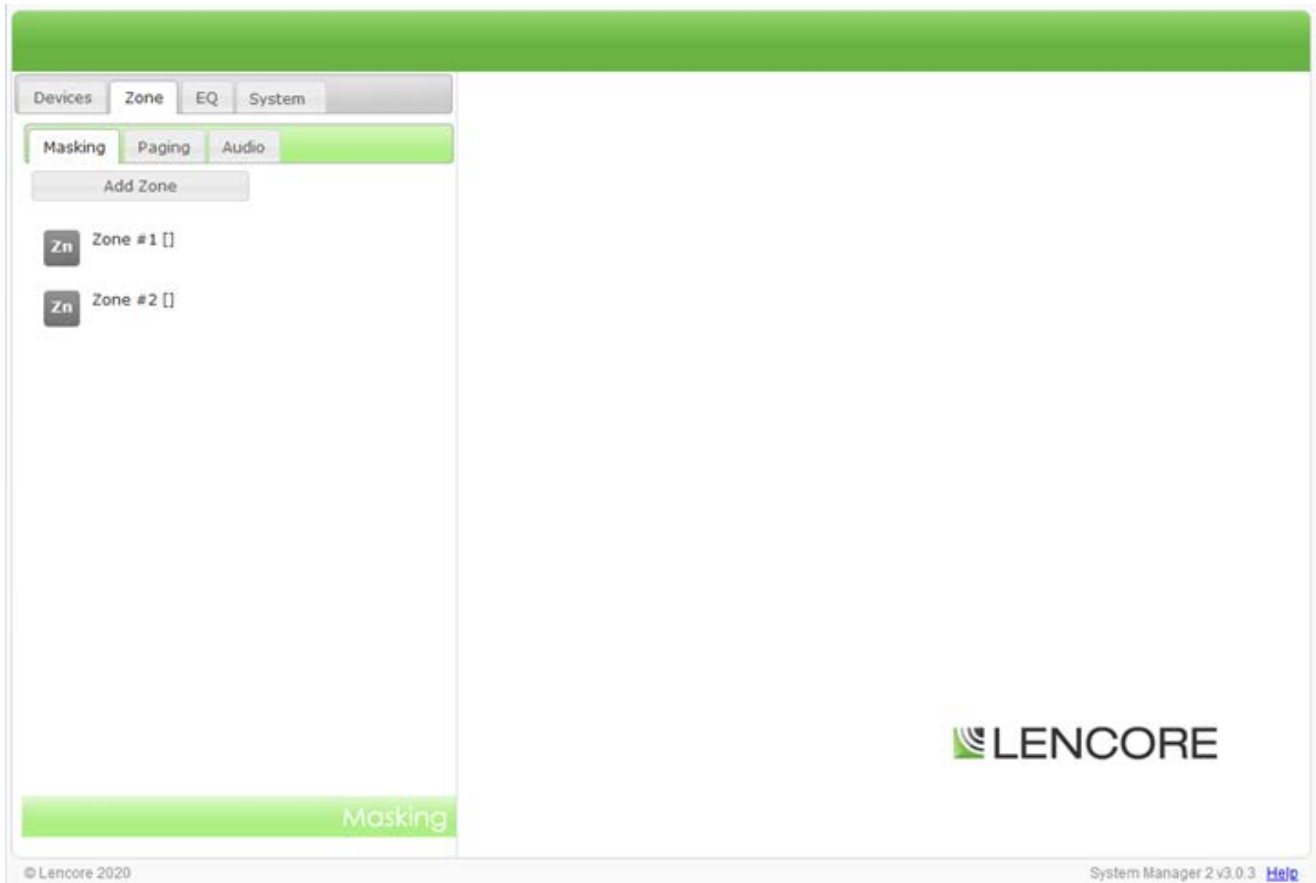 Devices Zone EQ System
Masking Paging Audio
Add Zone
Zn Zone #1 []
Zn Zone #2 []
LENCORE
Masking
© Lencore 2020 System Manager 2 v3.0.3 Help